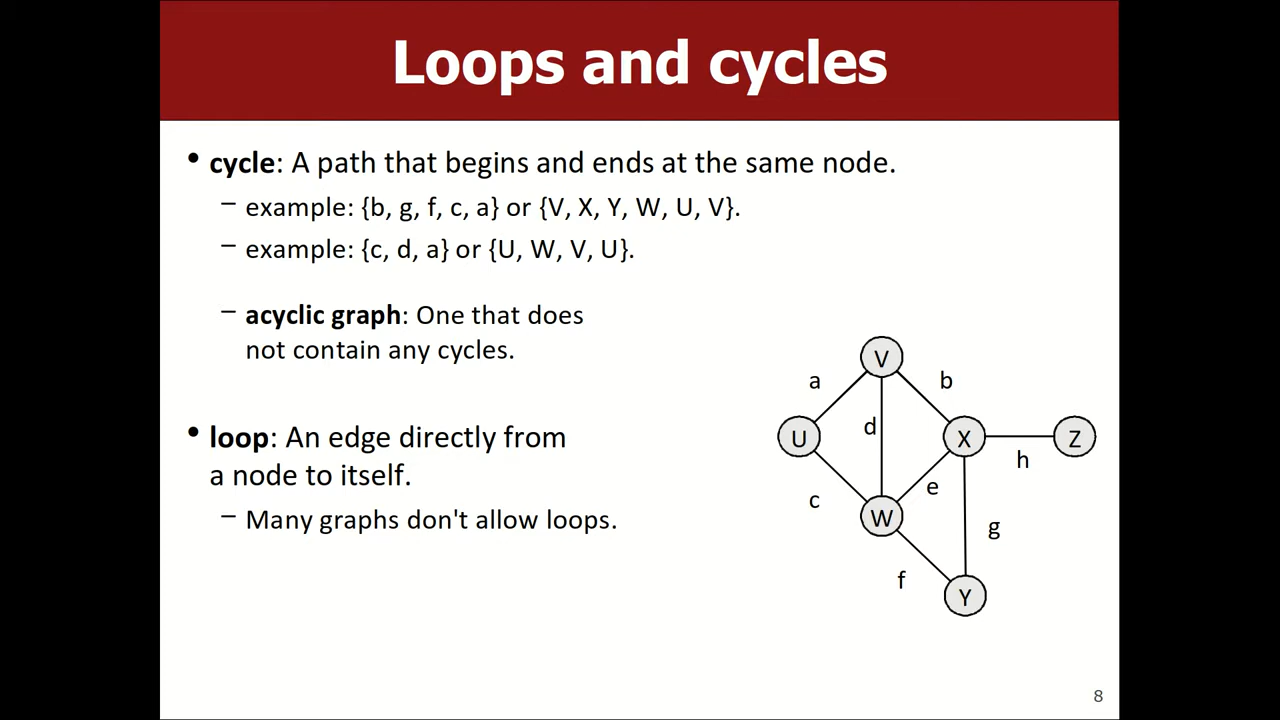 Loops and cycles
• cycle: A path that begins and ends at the same node.
– example: {b, g, f, c, a} or {V, X, Y, W, U, V}.
– example: {c, d, a} or {U, W, V, U}.
– acyclic graph: One that does
not contain any cycles.
• loop: An edge directly from
a node to itself.
– Many graphs don't allow loops.
V
a
b
d
U
X
Z
h
c
e
W
g
f
Y
8